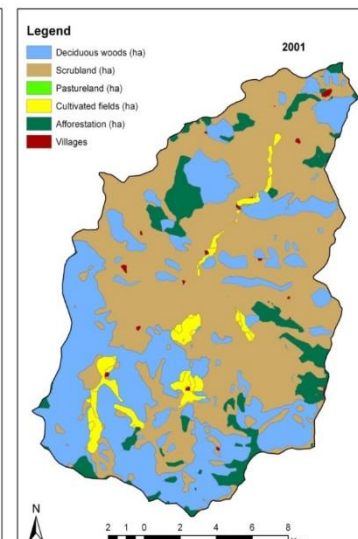 Legend
2001
Deciduous woods (ha)
Scrubland (ha)
Pastureland (ha)
Cultivated fields (ha)
Afforestation (ha)
Villages
N
2 1 0 2 4 6 8